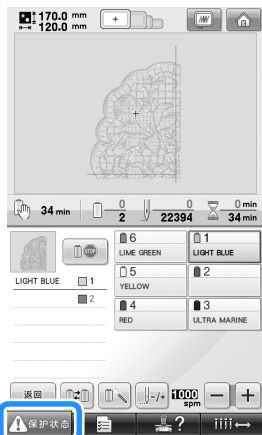 170.0 mm
120.0 mm
34 min
0
2
0
22394
0 min
34 min
6
LIME GREEN
1
LIGHT BLUE
5
YELLOW
2
4
RED
3
ULTRA MARINE
STOP
LIGHT BLUE 1
2
返回
-/+
1000
spm
- +
保护状态
?